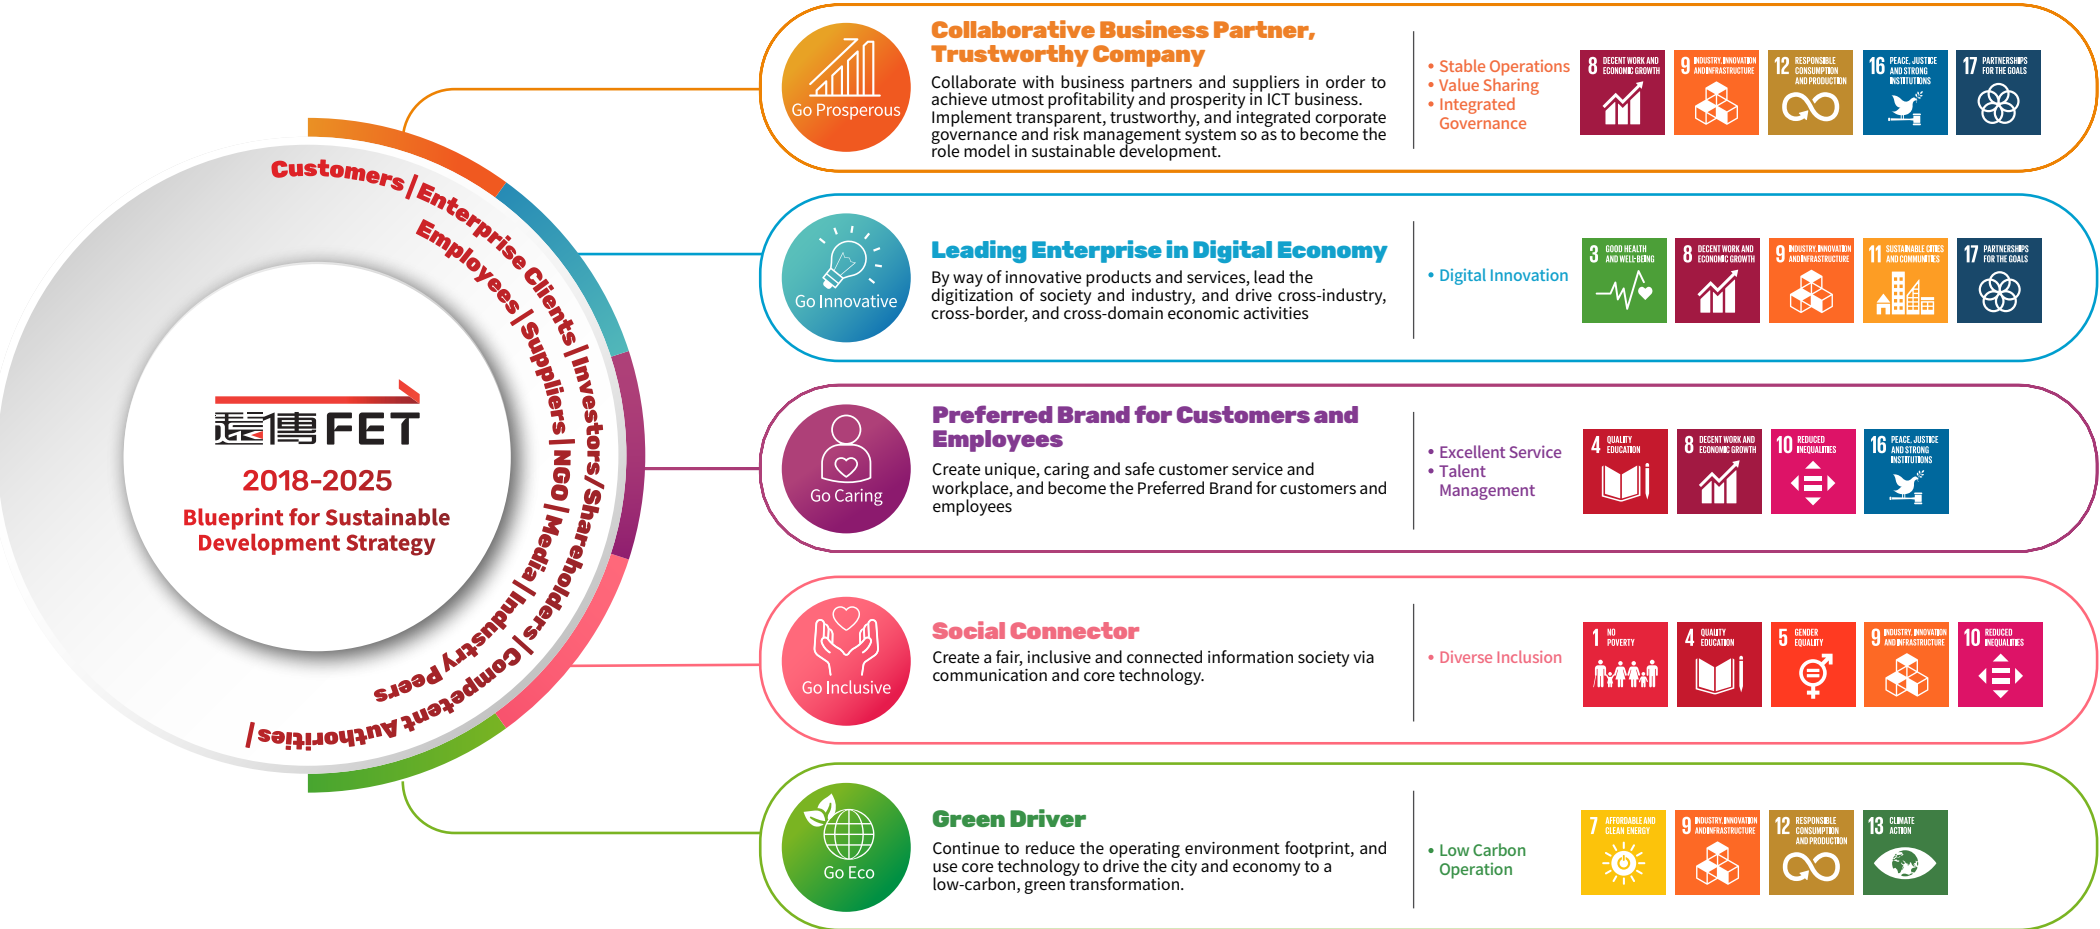 Customers | Enterprise Clients | Investors/Shareholders | Competent Authorities |
Employees | Suppliers | NGO | Media | Industry Peers
遠傳 FET
2018-2025
Blueprint for Sustainable
Development Strategy
Go Prosperous
Collaborative Business Partner,
Trustworthy Company
Collaborate with business partners and suppliers in order to
achieve utmost profitability and prosperity in ICT business.
Implement transparent, trustworthy, and integrated corporate
governance and risk management system so as to become the
role model in sustainable development.
• Stable Operations
• Value Sharing
• Integrated
Governance
8 DECENT WORK AND
ECONOMIC GROWTH
9 INDUSTRY, INNOVATION
AND INFRASTRUCTURE
12 RESPONSIBLE
CONSUMPTION
AND PRODUCTION
16 PEACE, JUSTICE
AND STRONG
INSTITUTIONS
17 PARTNERSHIPS
FOR THE GOALS
Go Innovative
Leading Enterprise in Digital Economy
By way of innovative products and services, lead the
digitization of society and industry, and drive cross-industry,
cross-border, and cross-domain economic activities
• Digital Innovation
3 GOOD HEALTH
AND WELL-BEING
8 DECENT WORK AND
ECONOMIC GROWTH
9 INDUSTRY, INNOVATION
AND INFRASTRUCTURE
11 SUSTAINABLE CITIES
AND COMMUNITIES
17 PARTNERSHIPS
FOR THE GOALS
Go Caring
Preferred Brand for Customers and
Employees
Create unique, caring and safe customer service and
workplace, and become the Preferred Brand for customers and
employees
• Excellent Service
• Talent
Management
4 QUALITY
EDUCATION
8 DECENT WORK AND
ECONOMIC GROWTH
10 REDUCED
INEQUALITIES
16 PEACE, JUSTICE
AND STRONG
INSTITUTIONS
Go Inclusive
Social Connector
Create a fair, inclusive and connected information society via
communication and core technology.
• Diverse Inclusion
1 NO
POVERTY
4 QUALITY
EDUCATION
5 GENDER
EQUALITY
9 INDUSTRY, INNOVATION
AND INFRASTRUCTURE
10 REDUCED
INEQUALITIES
Go Eco
Green Driver
Continue to reduce the operating environment footprint, and
use core technology to drive the city and economy to a
low-carbon, green transformation.
• Low Carbon
Operation
7 AFFORDABLE AND
CLEAN ENERGY
9 INDUSTRY, INNOVATION
AND INFRASTRUCTURE
12 RESPONSIBLE
CONSUMPTION
AND PRODUCTION
13 CLIMATE
ACTION